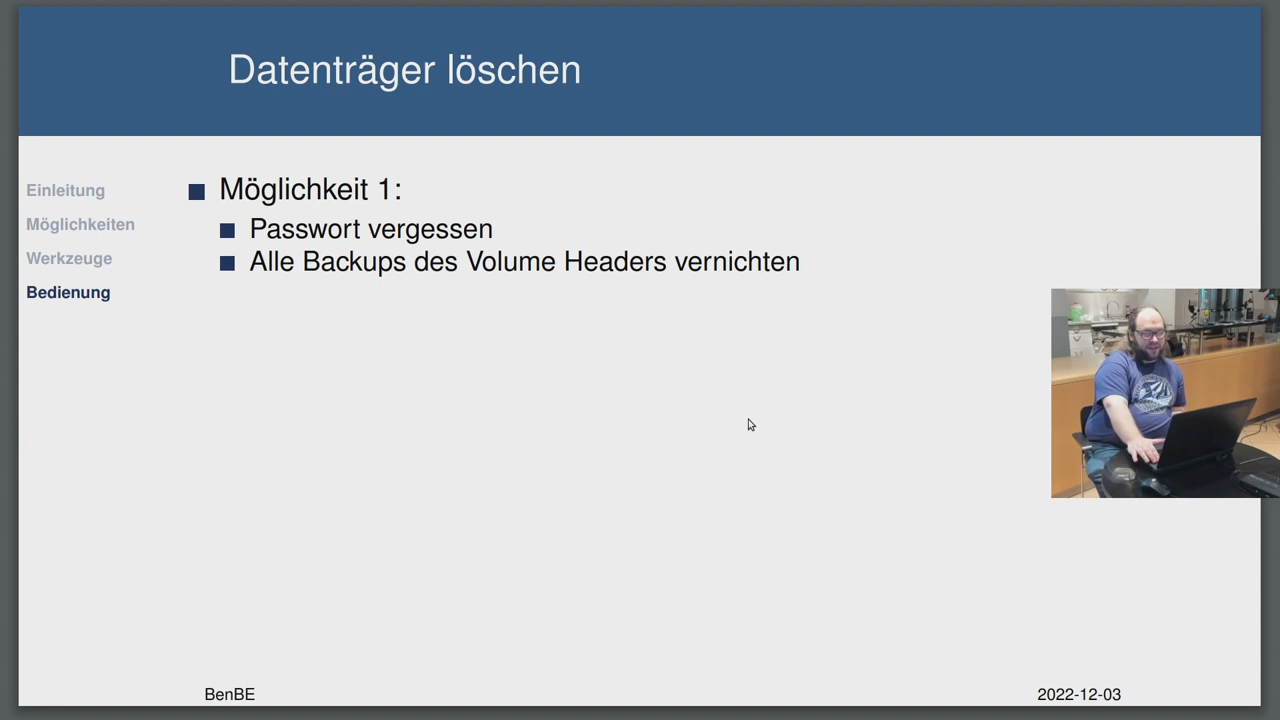 Datenträger löschen
Einleitung
Möglichkeiten
Werkzeuge
Bedienung
Möglichkeit 1:
Passwort vergessen
Alle Backups des Volume Headers vernichten
BenBE
2022-12-03